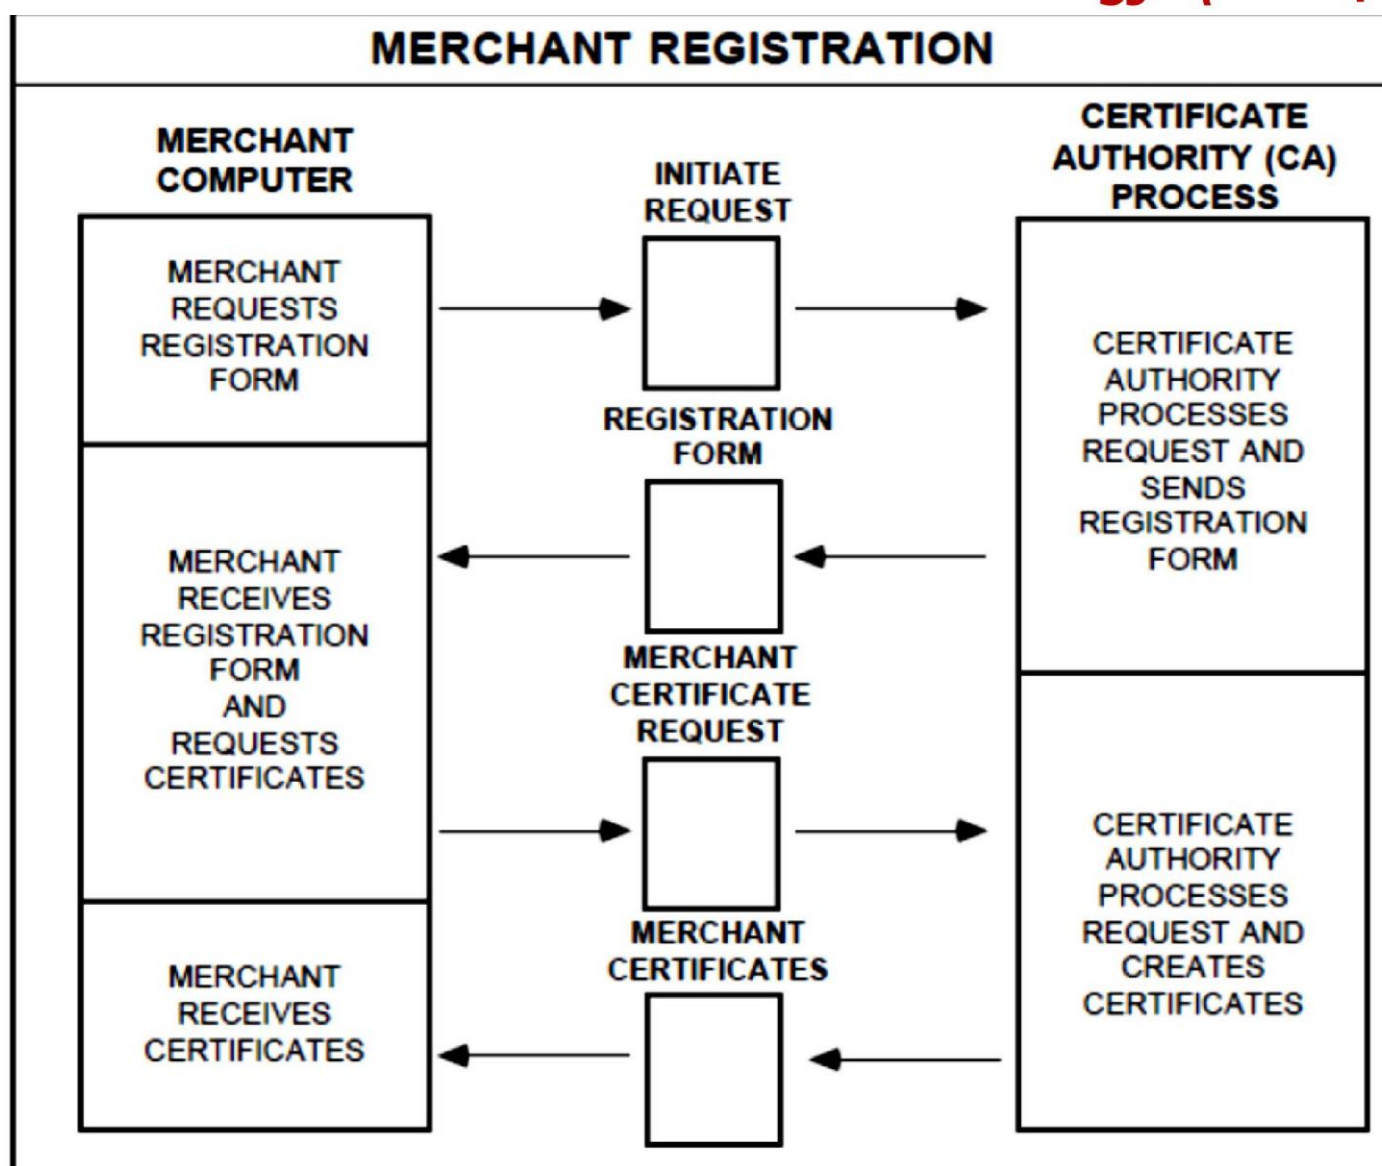 MERCHANT REGISTRATION
MERCHANT
COMPUTER
MERCHANT
REQUESTS
REGISTRATION
FORM
MERCHANT
RECEIVES
REGISTRATION
FORM
AND
REQUESTS
CERTIFICATES
MERCHANT
RECEIVES
CERTIFICATES
INITIATE
REQUEST
REGISTRATION
FORM
MERCHANT
CERTIFICATE
REQUEST
MERCHANT
CERTIFICATES
CERTIFICATE
AUTHORITY (CA)
PROCESS
CERTIFICATE
AUTHORITY
PROCESSES
REQUEST AND
SENDS
REGISTRATION
FORM
CERTIFICATE
AUTHORITY
PROCESSES
REQUEST AND
CREATES
CERTIFICATES